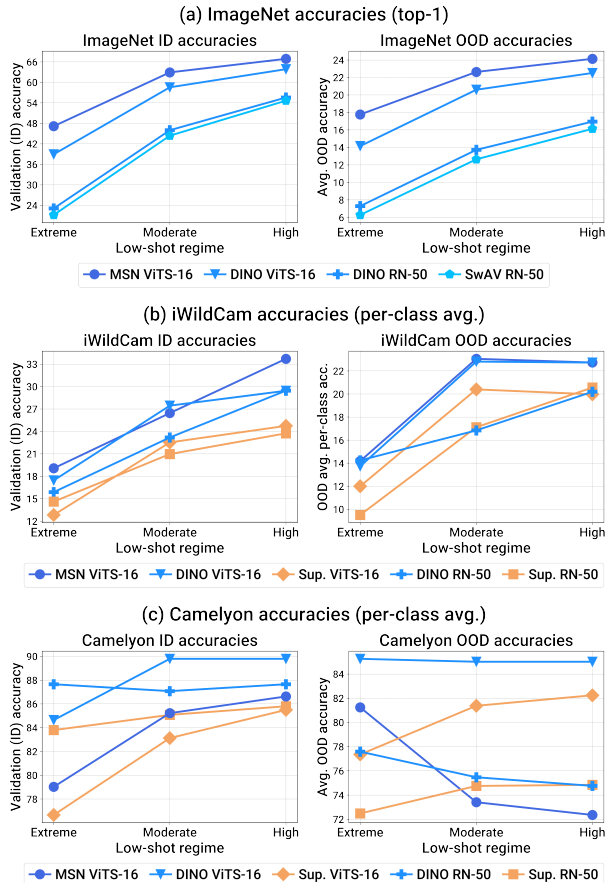 (a) ImageNet accuracies (top-1)
ImageNet ID accuracies
Validation (ID) accuracy
66
60
54
48
42
36
30
24
Extreme Moderate High
Low-shot regime
ImageNet OOD accuracies
Avg. OOD accuracy
24
22
20
18
16
14
12
10
8
6
Extreme Moderate High
Low-shot regime
MSN ViTS-16 DINO ViTS-16 DINO RN-50 SwAV RN-50
(b) iWildCam accuracies (per-class avg.)
iWildCam ID accuracies
Validation (ID) accuracy
33
30
27
24
21
18
15
12
Extreme Moderate High
Low-shot regime
iWildCam OOD accuracies
OOD avg. per-class acc.
22
20
18
16
14
12
10
Extreme Moderate High
Low-shot regime
MSN ViTS-16 DINO ViTS-16 Sup. ViTS-16 DINO RN-50 Sup. RN-50
(c) Camelyon accuracies (per-class avg.)
Camelyon ID accuracies
Validation (ID) accuracy
90
88
86
84
82
80
78
Extreme Moderate High
Low-shot regime
Camelyon OOD accuracies
Avg. OOD accuracy
84
82
80
78
76
74
72
Extreme Moderate High
Low-shot regime
MSN ViTS-16 DINO ViTS-16 Sup. ViTS-16 DINO RN-50 Sup. RN-50